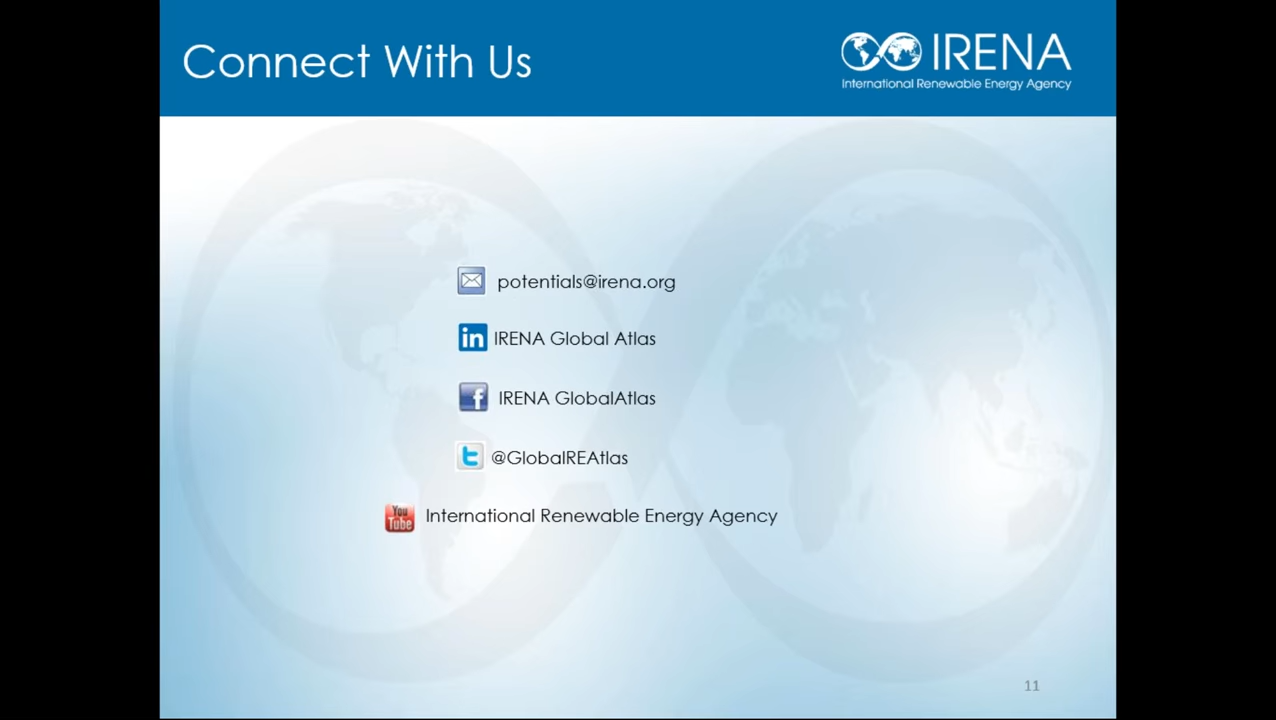 Connect With Us
IRENA
International Renewable Energy Agency
potentials@irena.org
in IRENA Global Atlas
f IRENA GlobalAtlas
t @GlobalREAtlas
You
Tube
International Renewable Energy Agency
11